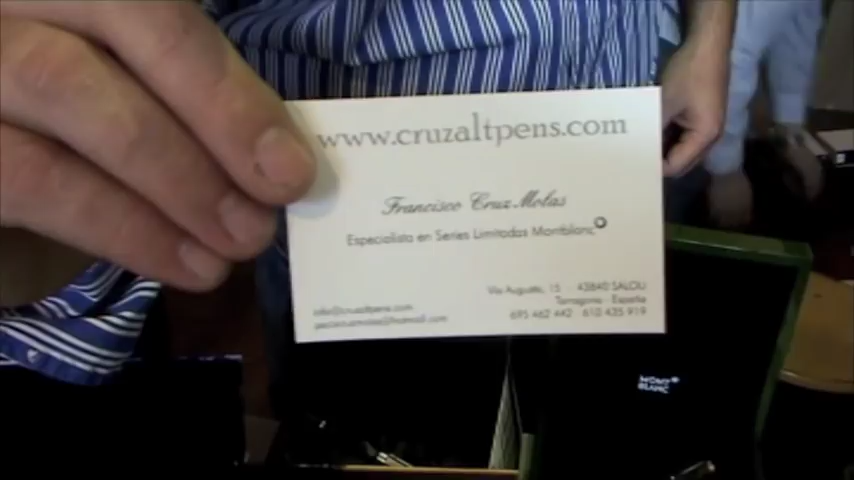 www.cruzaltpens.com
Francisco Cruz Molas
Especialista en Series Limitadas Montblanc
Via Augusta, 15 43840 SALOU
Tarragona - España
info@cruzaltpens.com
695 462 442 610 435 919
MONT
BLANC